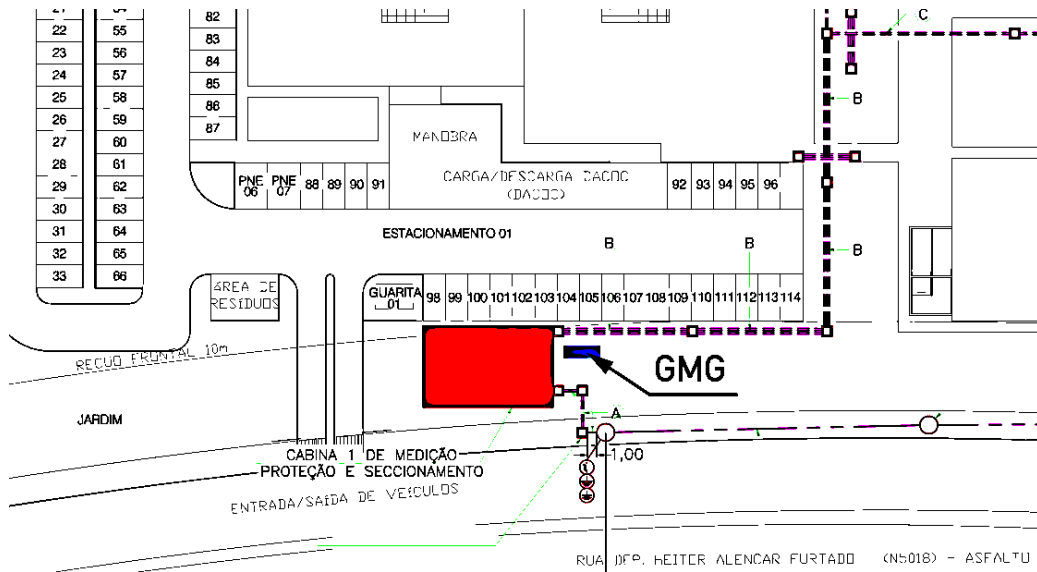 21
22
23
24
25
26
27
28
29
30
31
32
33
54
55
56
57
58
59
60
61
62
63
64
65
66
82
83
84
85
86
87
C
B
MANOBRA
PNE
06
PNE
07
88 89 90 91
CARGA/DESCARGA
92 93 94 95 96
ESTACIONAMENTO 01
B
B
B
ÁREA DE
RESÍDUOS
GUARITA
01
98 99 100 101 102 103 104 105 106 107 108 109 110 111 112 113 114
RECUO FRONTAL 10m
GMG
JARDIM
A
CABINA 1 DE MEDIÇÃO
PROTEÇÃO E SECCIONAMENTO
1,00
ENTRADA/SAÍDA DE VEÍCULOS
RUA DEP. HEITER ALENCAR FURTADO (N5018) - ASFALTO